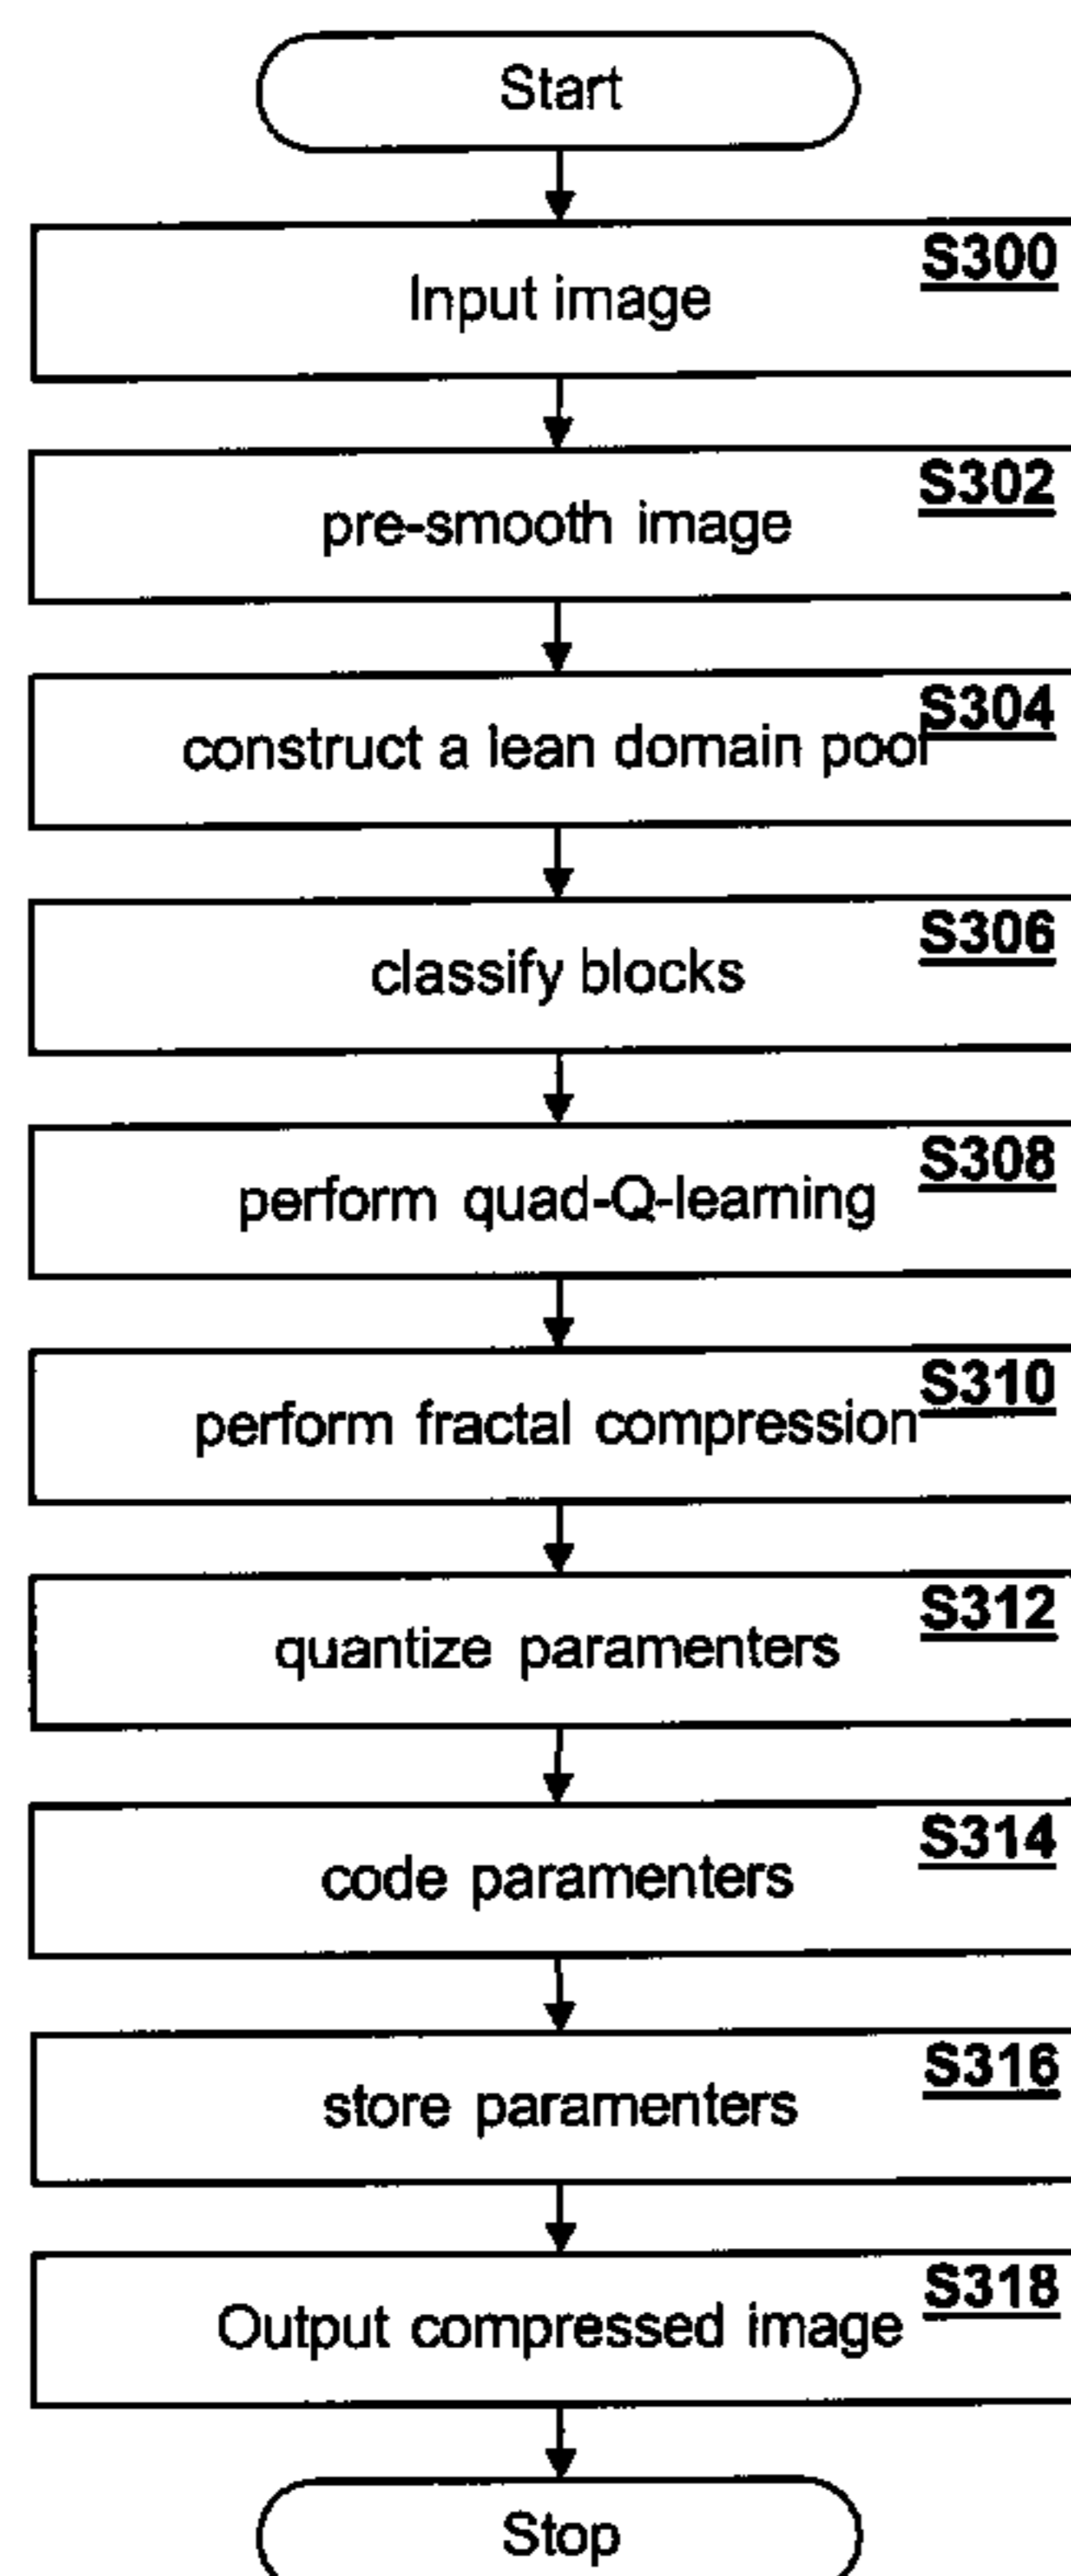 Start
S300
Input image
S302
pre-smooth image
S304
construct a lean domain pool
S306
classify blocks
S308
perform quad-Q-learning
S310
perform fractal compression
S312
quantize paramenters
S314
code paramenters
S316
store paramenters
S318
Output compressed image
Stop